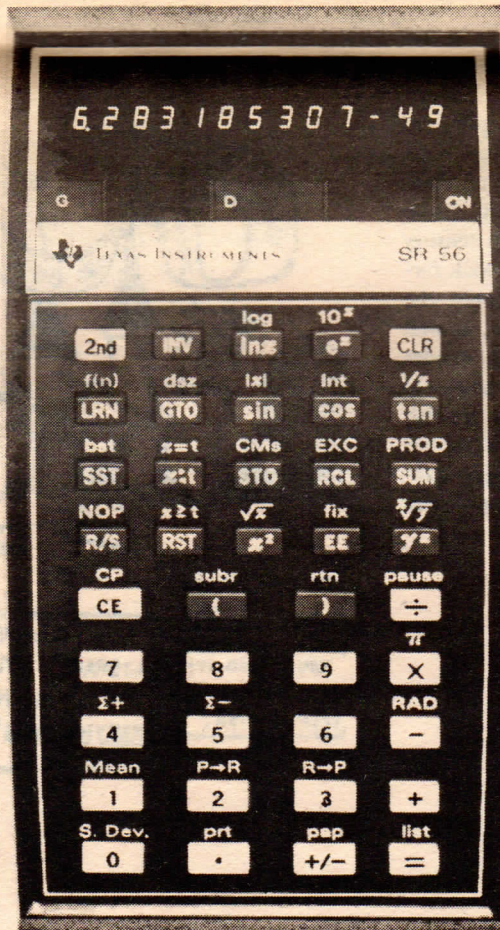 6.283185307-49
G D ON
TEXAS INSTRUMENTS SR 56
log 10ˣ
2nd INV lnx eˣ CLR
f(n) dsz |x| Int 1/x
LRN GTO sin cos tan
bst x=t CMs EXC PROD
SST x:t STO RCL SUM
NOP x≥t √x fix ˣ√y
R/S RST x² EE yˣ
CP subr rtn pause
CE ( ) ÷
π
7 8 9 X
Σ+ Σ− RAD
4 5 6 −
Mean P→R R→P
1 2 3 +
S. Dev. prt pap list
0 . +/− =